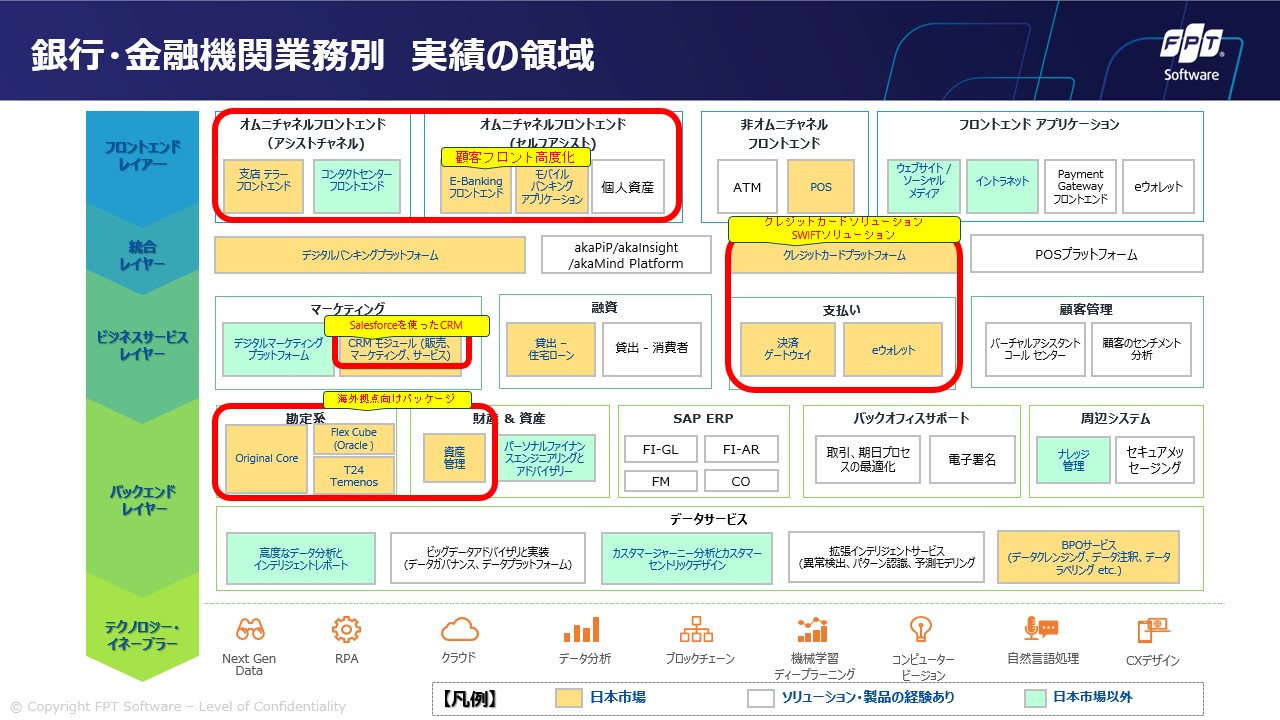 銀行・金融機関業務別　実績の領域
FPT
Software
フロントエンド
レイアー
オムニチャネルフロントエンド
（アシストチャネル）
支店 テラー
フロントエンド
コンタクトセンター
フロントエンド
オムニチャネルフロントエンド
(セルフアシスト)
顧客フロント高度化
E-Banking
フロントエンド
モバイル
バンキング
アプリケーション
個人資産
非オムニチャネル
フロントエンド
ATM
POS
フロントエンド アプリケーション
ウェブサイト /
ソーシャル
メディア
イントラネット
Payment
Gateway
フロントエンド
eウォレット
統合
レイヤー
デジタルバンキングプラットフォーム
akaPiP/akaInsight
/akaMind Platform
クレジットカードソリューション
SWIFTソリューション
クレジットカードプラットフォーム
POSプラットフォーム
ビジネスサービス
レイヤー
マーケティング
デジタルマーケティング
プラットフォーム
Salesforceを使ったCRM
CRM モジュール (販売、
マーケティング、サービス)
融資
貸出 –
住宅ローン
貸出 – 消費者
支払い
決済
ゲートウェイ
eウォレット
顧客管理
バーチャルアシスタント
コール センター
顧客のセンチメント
分析
バックエンド
レイヤー
海外拠点向けパッケージ
勘定系
Original Core
Flex Cube
(Oracle )
T24
Temenos
財産 & 資産
資産
管理
パーソナルファイナン
スエンジニアリングと
アドバイザリー
SAP ERP
FI-GL
FI-AR
FM
CO
バックオフィスサポート
取引、期日プロセ
スの最適化
電子署名
周辺システム
ナレッジ
管理
セキュアメッ
セージング
データサービス
高度なデータ分析と
インテリジェントレポート
ビッグデータアドバイザリと実装
（データガバナンス、データプラットフォーム）
カスタマージャーニー分析とカスタマー
セントリックデザイン
拡張インテリジェントサービス
(異常検出、パターン認識、予測モデリング
BPOサービス
(データクレンジング、データ注釈、データ
ラベリング etc.)
テクノロジー・
イネーブラー
Next Gen
Data
RPA
クラウド
データ分析
ブロックチェーン
機械学習
ディープラーニング
コンピューター
ビージョン
自然言語処理
CXデザイン
【凡例】
日本市場
ソリューション・製品の経験あり
日本市場以外
© Copyright FPT Software – Level of Confidentiality